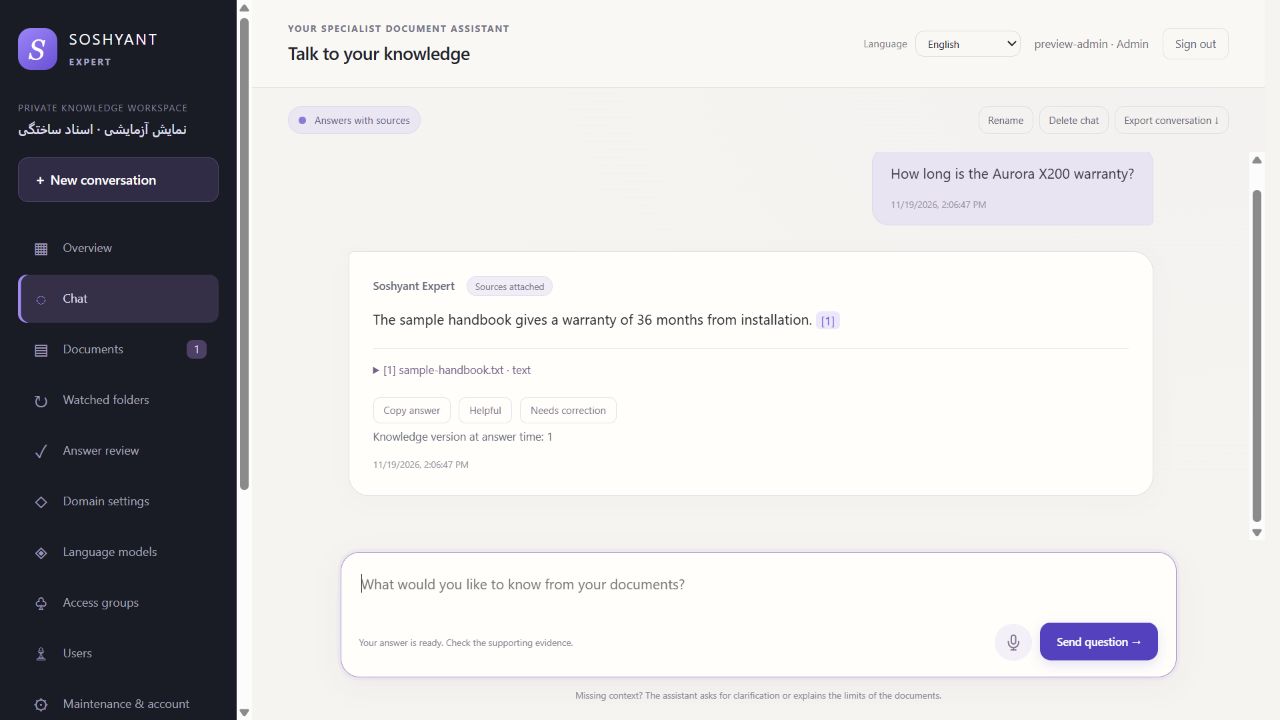 S
SOSHYANT
EXPERT
PRIVATE KNOWLEDGE WORKSPACE
نمایش آزمایشی · اسناد ساختگی
+ New conversation
Overview
Chat
Documents 1
Watched folders
Answer review
Domain settings
Language models
Access groups
Users
Maintenance & account
YOUR SPECIALIST DOCUMENT ASSISTANT
Talk to your knowledge
Language English preview-admin · Admin Sign out
Answers with sources
Rename Delete chat Export conversation ↓
How long is the Aurora X200 warranty?
11/19/2026, 2:06:47 PM
Soshyant Expert Sources attached
The sample handbook gives a warranty of 36 months from installation. [1]
[1] sample-handbook.txt · text
Copy answer Helpful Needs correction
Knowledge version at answer time: 1
11/19/2026, 2:06:47 PM
What would you like to know from your documents?
Your answer is ready. Check the supporting evidence.
Send question →
Missing context? The assistant asks for clarification or explains the limits of the documents.